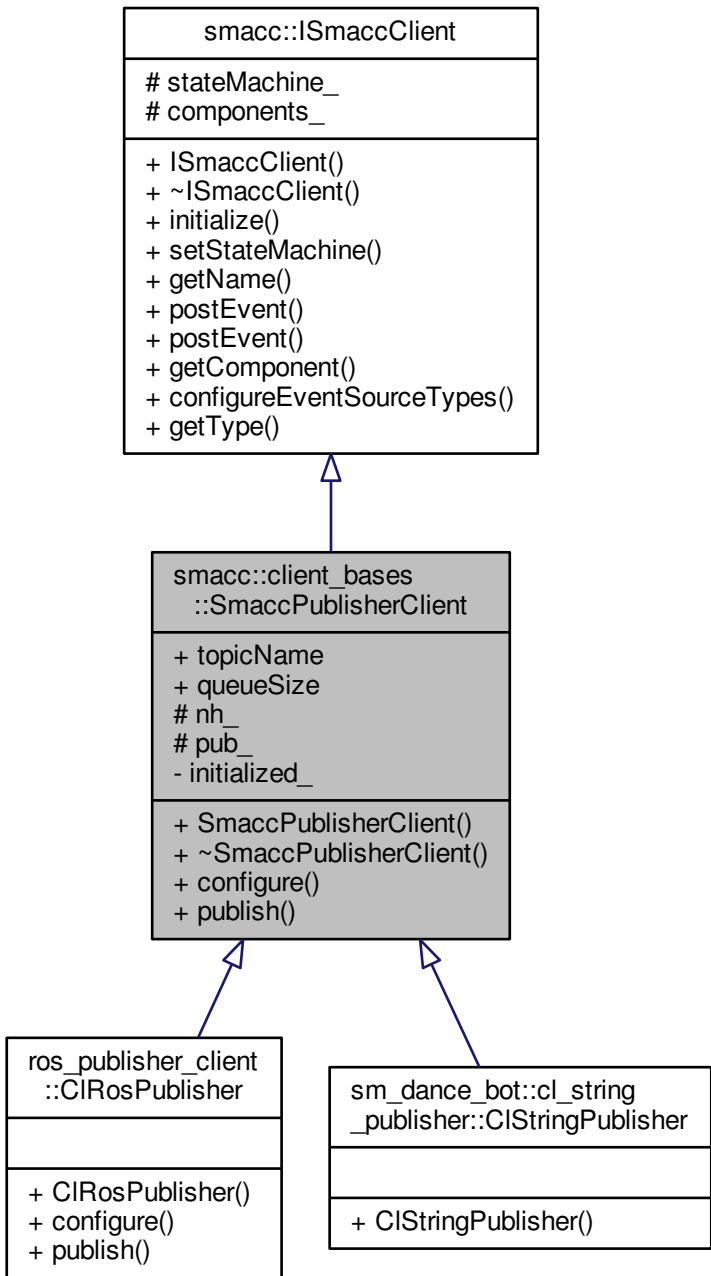 smacc::ISmaccClient
# stateMachine_
# components_
+ ISmaccClient()
+ ~ISmaccClient()
+ initialize()
+ setStateMachine()
+ getName()
+ postEvent()
+ postEvent()
+ getComponent()
+ configureEventSourceTypes()
+ getType()
smacc::client_bases
::SmaccPublisherClient
+ topicName
+ queueSize
# nh_
# pub_
- initialized_
+ SmaccPublisherClient()
+ ~SmaccPublisherClient()
+ configure()
+ publish()
ros_publisher_client
::ClRosPublisher
+ ClRosPublisher()
+ configure()
+ publish()
sm_dance_bot::cl_string
_publisher::ClStringPublisher
+ ClStringPublisher()